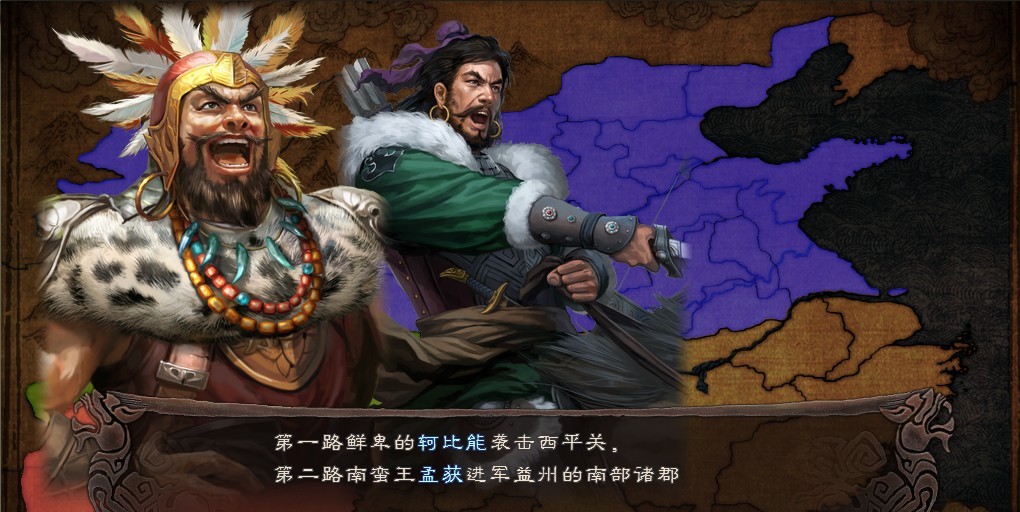 第一路鲜卑的轲比能袭击西平关，
第二路南蛮王孟获进军益州的南部诸郡